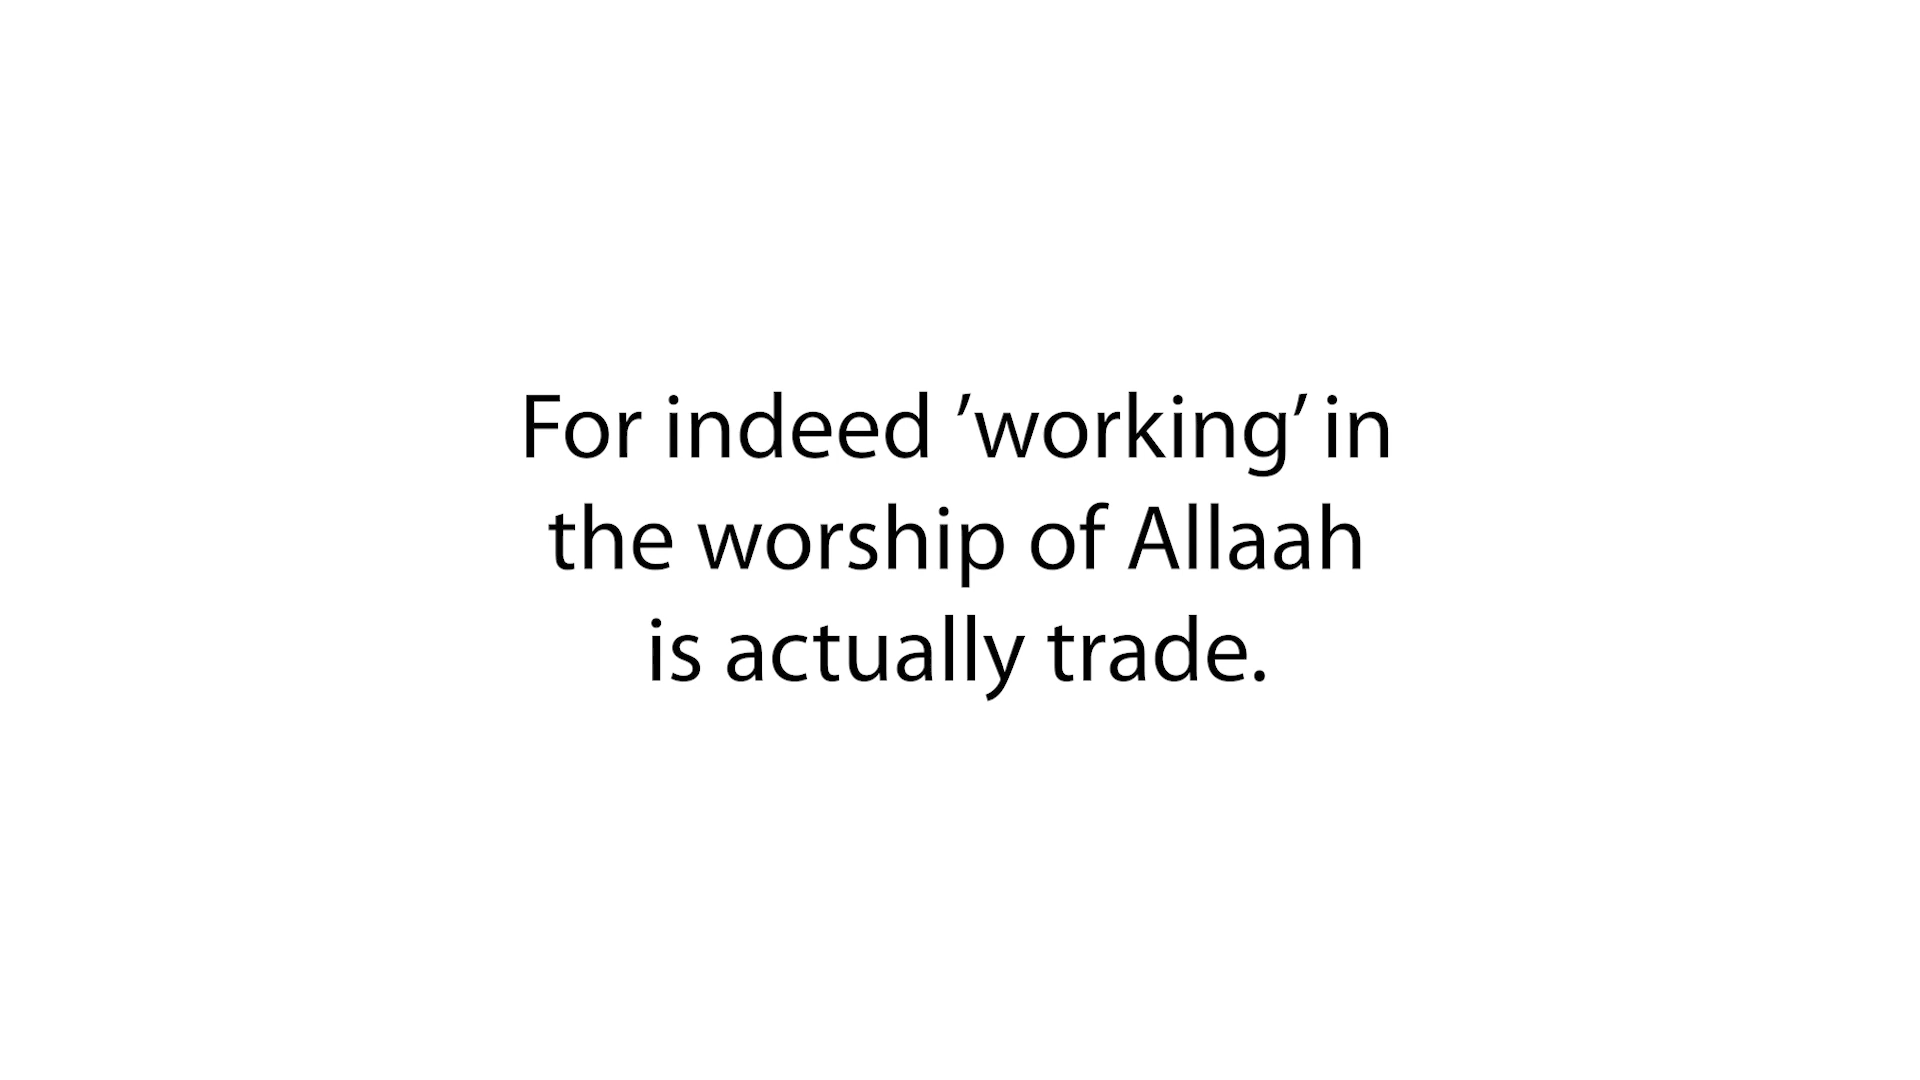 For indeed ’working’ in
the worship of Allaah
is actually trade.